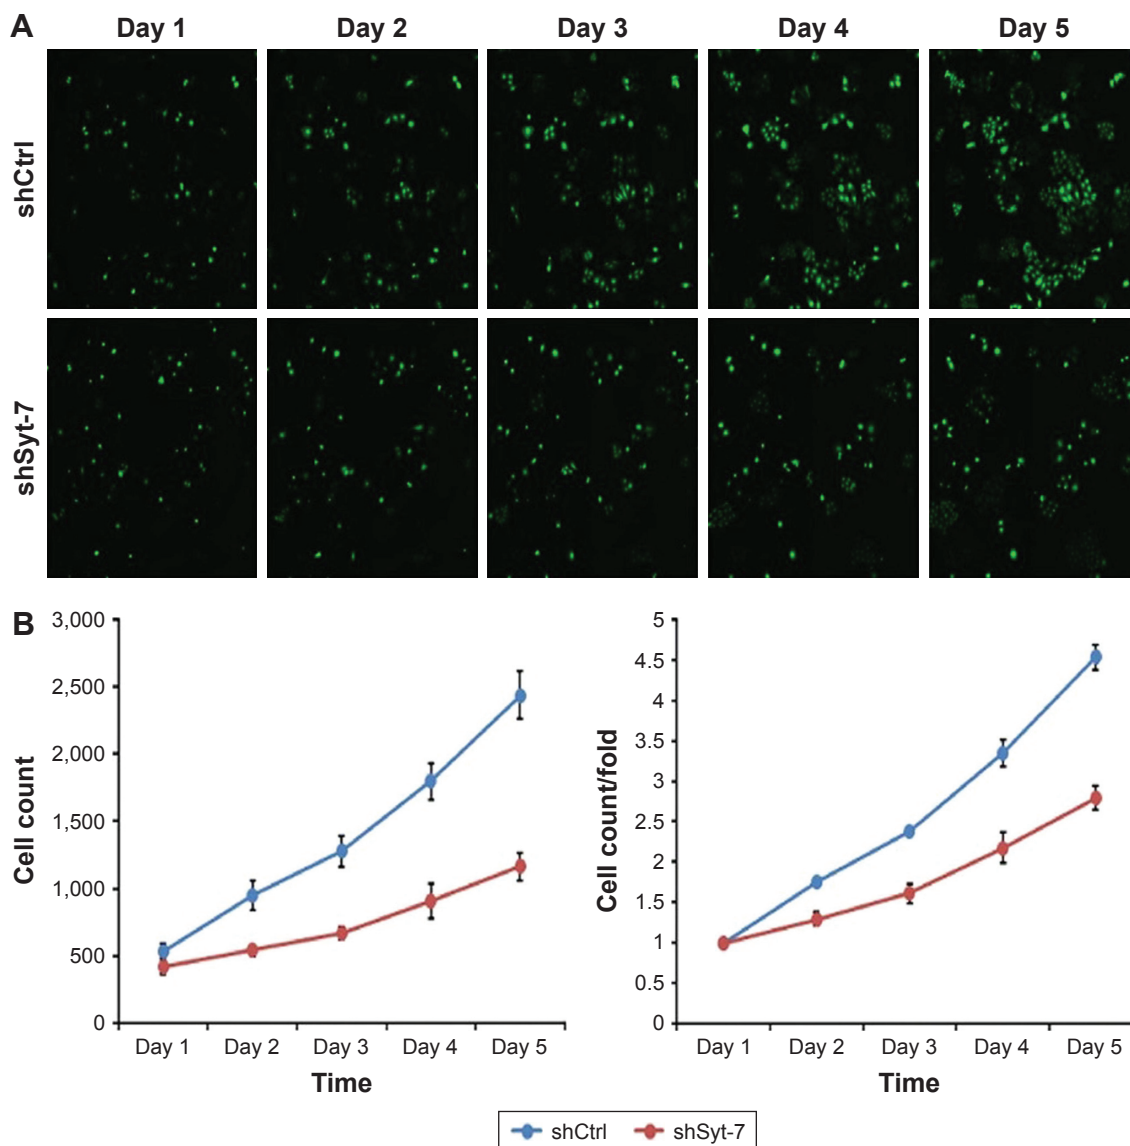 A
Day 1 Day 2 Day 3 Day 4 Day 5
shCtrl
shSyt-7
B
Cell count
3,000
2,500
2,000
1,500
1,000
500
0
Day 1 Day 2 Day 3 Day 4 Day 5
Time
Cell count/fold
5
4.5
4
3.5
3
2.5
2
1.5
1
0.5
0
Day 1 Day 2 Day 3 Day 4 Day 5
Time
shCtrl shSyt-7